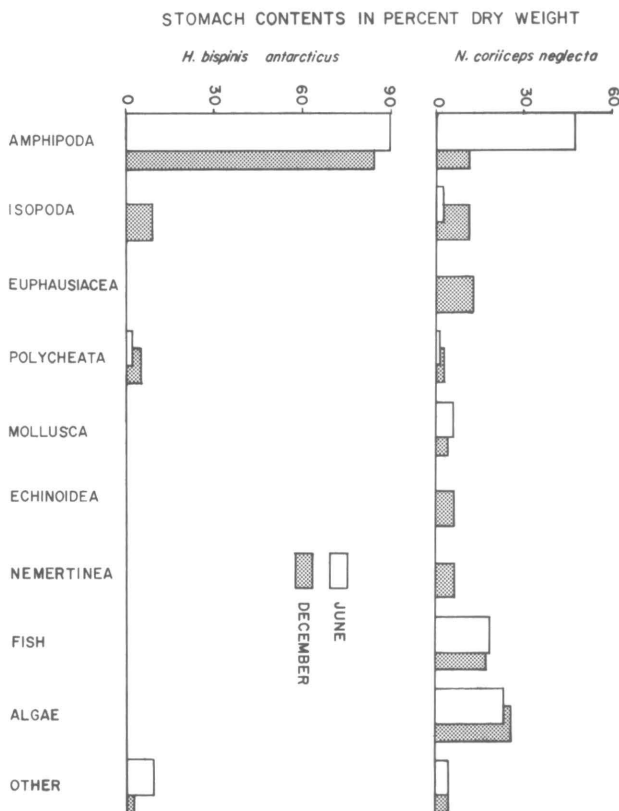 STOMACH CONTENTS IN PERCENT DRY WEIGHT
H. bispinis antarcticus
N. coriiceps neglecta
0
30
60
90
0
30
60
AMPHIPODA
ISOPODA
EUPHAUSIACEA
POLYCHEATA
MOLLUSCA
ECHINOIDEA
NEMERTINEA
FISH
ALGAE
OTHER
JUNE
DECEMBER